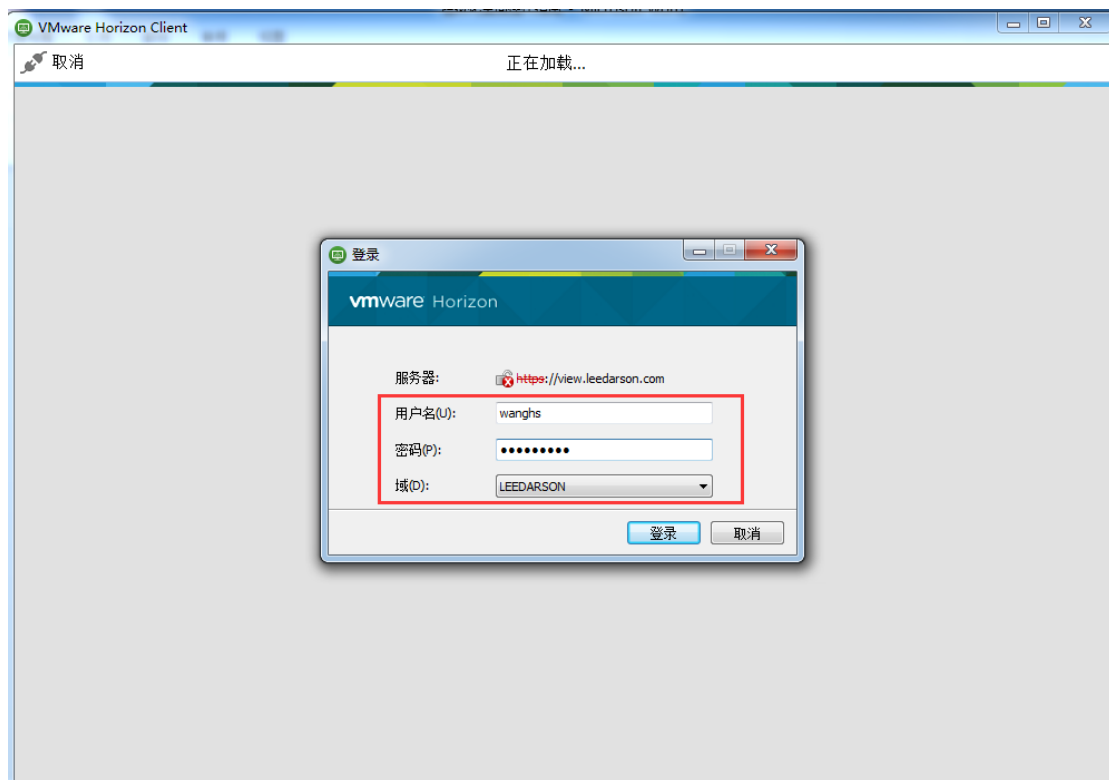 VMware Horizon Client
取消
正在加载...
登录
vmware Horizon
服务器: https://view.leedarson.com
用户名(U): wanghs
密码(P): •••••••••
域(D): LEEDARSON
登录 取消